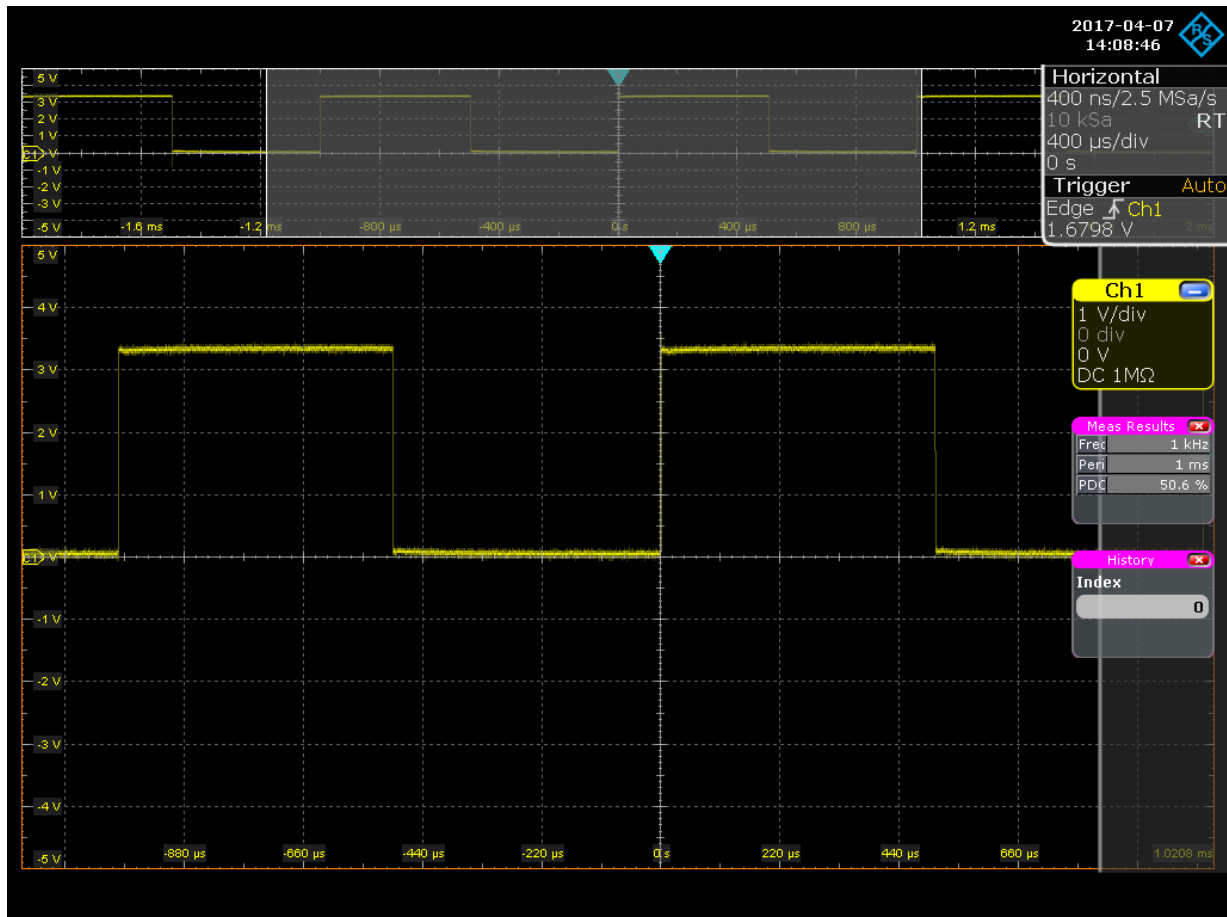 2017-04-07
14:08:46
R&S
Horizontal
400 ns/2.5 MSa/s
10 kSa RT
400 µs/div
0 s
Trigger Auto
Edge Ch1
1.6798 V
5 V
3 V
2 V
1 V
C1 V
-1 V
-2 V
-3 V
-5 V
-1.6 ms -1.2 ms -800 µs -400 µs 0 s 400 µs 800 µs 1.2 ms 2 ms
5 V
4 V
3 V
2 V
1 V
C1 V
-1 V
-2 V
-3 V
-4 V
-5 V
-880 µs -660 µs -440 µs -220 µs 0 s 220 µs 440 µs 660 µs 1.0208 ms
Ch1
1 V/div
0 div
0 V
DC 1MΩ
Meas Results
Freq 1 kHz
Peri 1 ms
PDC 50.6 %
History
Index
0